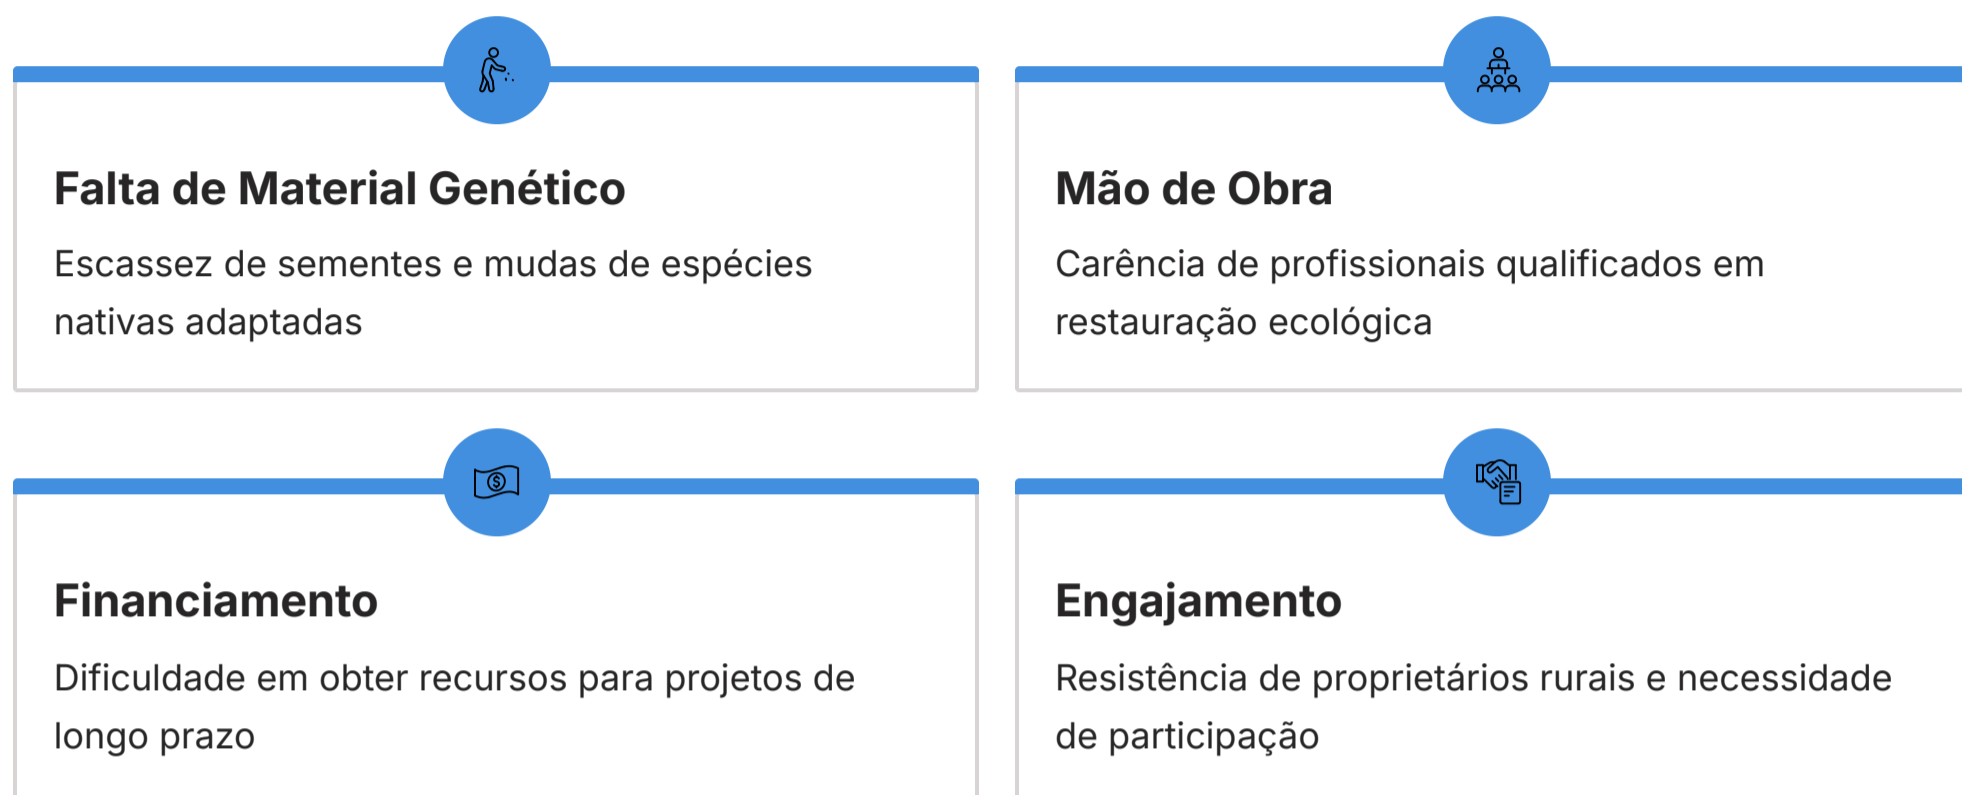 Falta de Material Genético
Escassez de sementes e mudas de espécies
nativas adaptadas
Mão de Obra
Carência de profissionais qualificados em
restauração ecológica
Financiamento
Dificuldade em obter recursos para projetos de
longo prazo
Engajamento
Resistência de proprietários rurais e necessidade
de participação